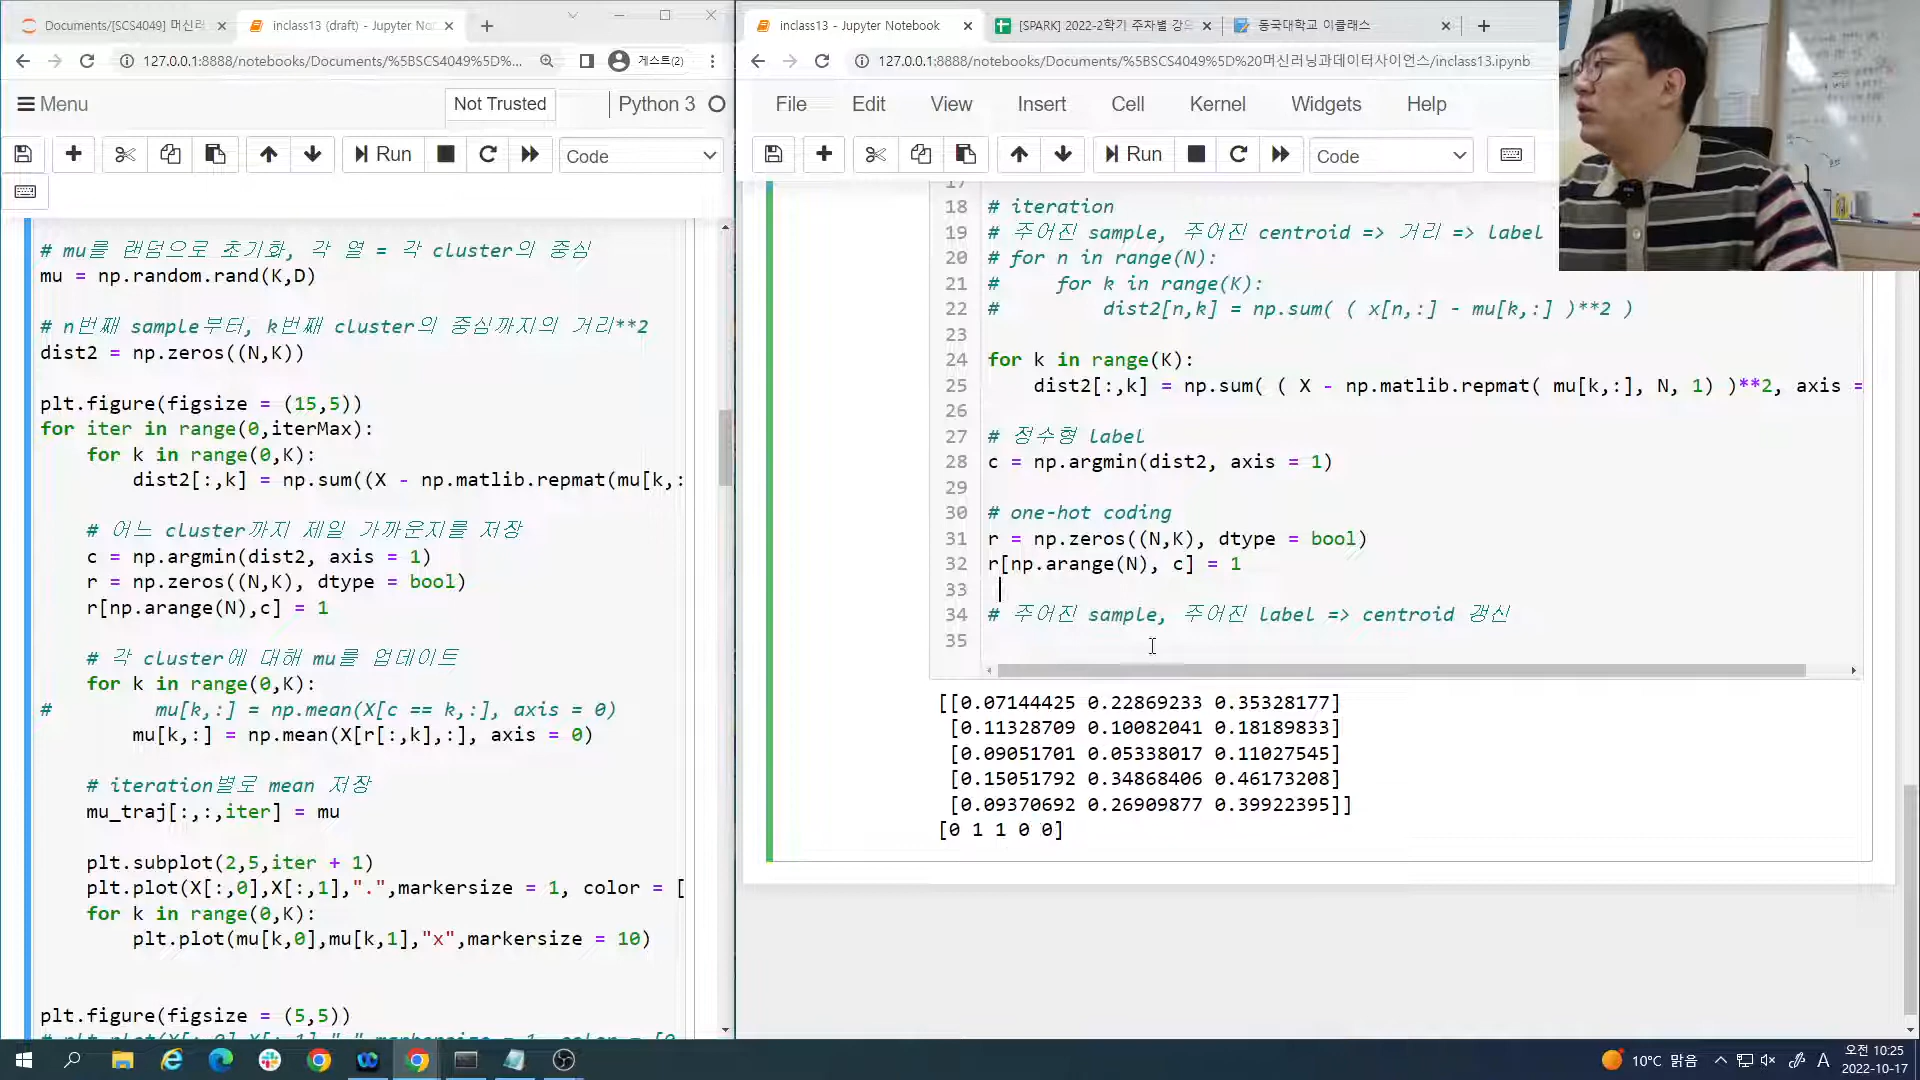 Documents/[SCS4049] 머신러
inclass13 (draft) - Jupyter No
127.0.0.1:8888/notebooks/Documents/%5BSCS4049%5D%...
게스트(2)
Menu
Not Trusted
Python 3
Run
Code
# mu를 랜덤으로 초기화, 각 열 = 각 cluster의 중심
mu = np.random.rand(K,D)
# n번째 sample부터, k번째 cluster의 중심까지의 거리**2
dist2 = np.zeros((N,K))
plt.figure(figsize = (15,5))
for iter in range(0,iterMax):
    for k in range(0,K):
        dist2[:,k] = np.sum((X - np.matlib.repmat(mu[k,:
    # 어느 cluster까지 제일 가까운지를 저장
    c = np.argmin(dist2, axis = 1)
    r = np.zeros((N,K), dtype = bool)
    r[np.arange(N),c] = 1
    # 각 cluster에 대해 mu를 업데이트
    for k in range(0,K):
#         mu[k,:] = np.mean(X[c == k,:], axis = 0)
        mu[k,:] = np.mean(X[r[:,k],:], axis = 0)
    # iteration별로 mean 저장
    mu_traj[:,:,iter] = mu
    plt.subplot(2,5,iter + 1)
    plt.plot(X[:,0],X[:,1],".",markersize = 1, color = [
    for k in range(0,K):
        plt.plot(mu[k,0],mu[k,1],"x",markersize = 10)
plt.figure(figsize = (5,5))
inclass13 - Jupyter Notebook
[SPARK] 2022-2학기 주차별 강의
동국대학교 이클래스
127.0.0.1:8888/notebooks/Documents/%5BSCS4049%5D%20머신러닝과데이터사이언스/inclass13.ipynb
File Edit View Insert Cell Kernel Widgets Help
Run
Code
17
18 # iteration
19 # 주어진 sample, 주어진 centroid => 거리 => label
20 # for n in range(N):
21 #     for k in range(K):
22 #         dist2[n,k] = np.sum( ( x[n,:] - mu[k,:] )**2 )
23
24 for k in range(K):
25     dist2[:,k] = np.sum( ( X - np.matlib.repmat( mu[k,:], N, 1) )**2, axis =
26
27 # 정수형 label
28 c = np.argmin(dist2, axis = 1)
29
30 # one-hot coding
31 r = np.zeros((N,K), dtype = bool)
32 r[np.arange(N), c] = 1
33
34 # 주어진 sample, 주어진 label => centroid 갱신
35
[[0.07144425 0.22869233 0.35328177]
 [0.11328709 0.10082041 0.18189833]
 [0.09051701 0.05338017 0.11027545]
 [0.15051792 0.34868406 0.46173208]
 [0.09370692 0.26909877 0.39922395]]
[0 1 1 0 0]
10°C 맑음
A
오전 10:25
2022-10-17